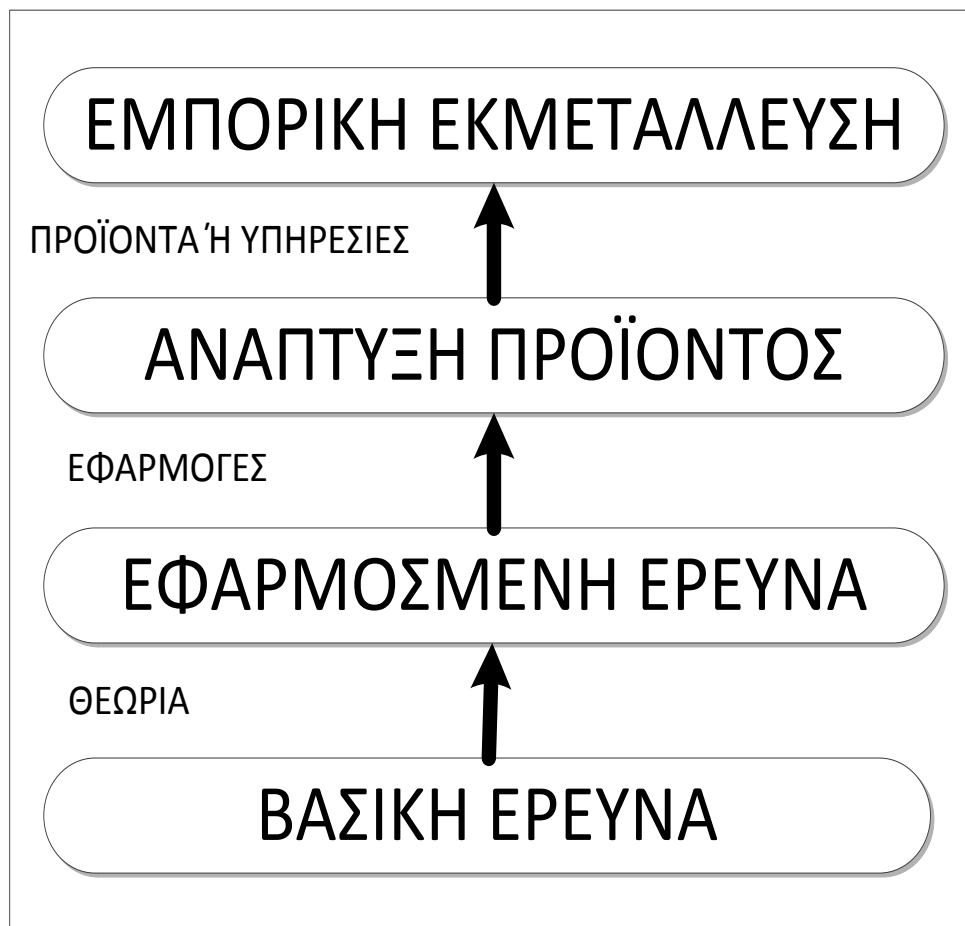 ΕΜΠΟΡΙΚΗ ΕΚΜΕΤΑΛΛΕΥΣΗ
ΠΡΟΪΟΝΤΑ Ή ΥΠΗΡΕΣΙΕΣ
ΑΝΑΠΤΥΞΗ ΠΡΟΪΟΝΤΟΣ
ΕΦΑΡΜΟΓΕΣ
ΕΦΑΡΜΟΣΜΕΝΗ ΕΡΕΥΝΑ
ΘΕΩΡΙΑ
ΒΑΣΙΚΗ ΕΡΕΥΝΑ